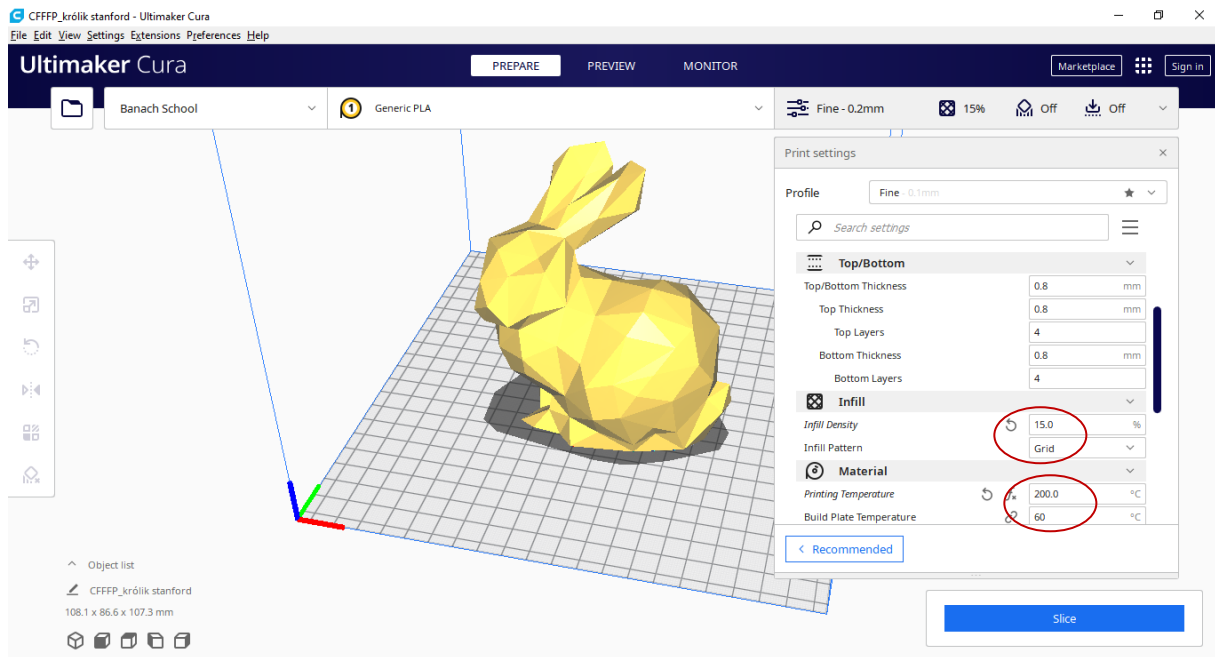 CFFFP_królik stanford - Ultimaker Cura
File Edit View Settings Extensions Preferences Help
Ultimaker Cura
PREPARE
PREVIEW
MONITOR
Marketplace
Sign in
Banach School
1
Generic PLA
Fine - 0.2mm
15%
Off
Off
Print settings
Profile
Fine - 0.1mm
Search settings
Top/Bottom
Top/Bottom Thickness 0.8 mm
Top Thickness 0.8 mm
Top Layers 4
Bottom Thickness 0.8 mm
Bottom Layers 4
Infill
Infill Density 15.0 %
Infill Pattern Grid
Material
Printing Temperature 200.0 °C
Build Plate Temperature 60 °C
< Recommended
Object list
CFFFP_królik stanford
108.1 x 86.6 x 107.3 mm
Slice